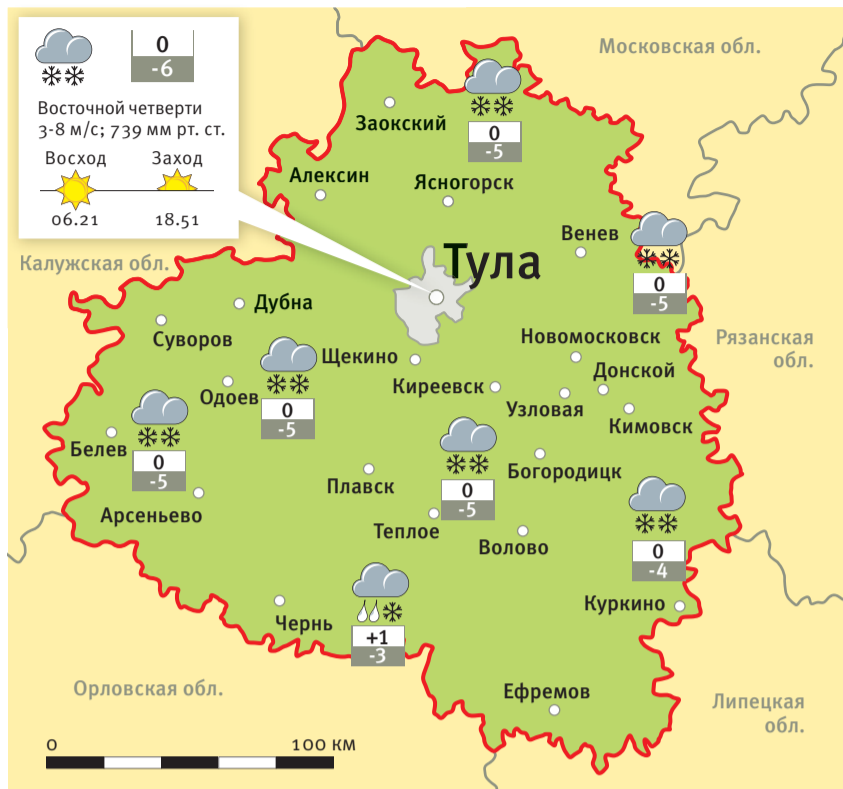 0
-6
Восточной четверти
3-8 м/с; 739 мм рт. ст.
Восход Заход
06.21 18.51
Московская обл.
Заокский
0
-5
Алексин
Ясногорск
Венев
Тула
Калужская обл.
0
-5
Дубна
Суворов
Щекино
Новомосковск
Рязанская
обл.
Донской
Киреевск
Одоев
0
-5
Узловая
Кимовск
Белев
0
-5
Богородицк
Плавск
0
-5
Арсеньево
Теплое
Волово
0
-4
Куркино
Чернь
+1
-3
Орловская обл.
Ефремов
Липецкая
обл.
0 100 КМ